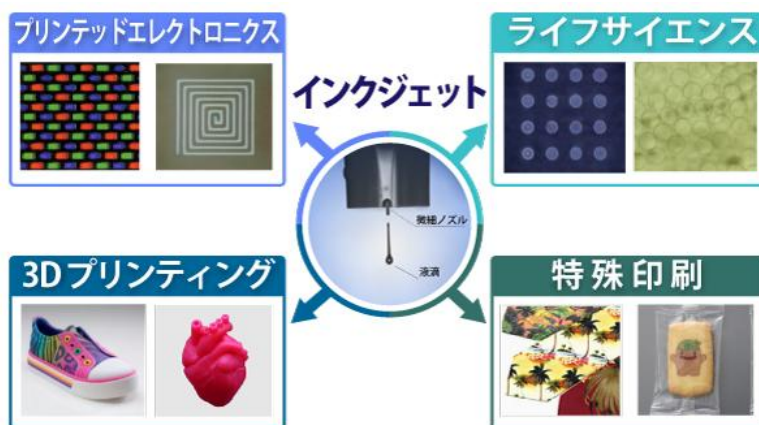 プリンテッドエレクトロニクス
ライフサイエンス
インクジェット
微細ノズル
液滴
3Dプリンティング
特殊印刷